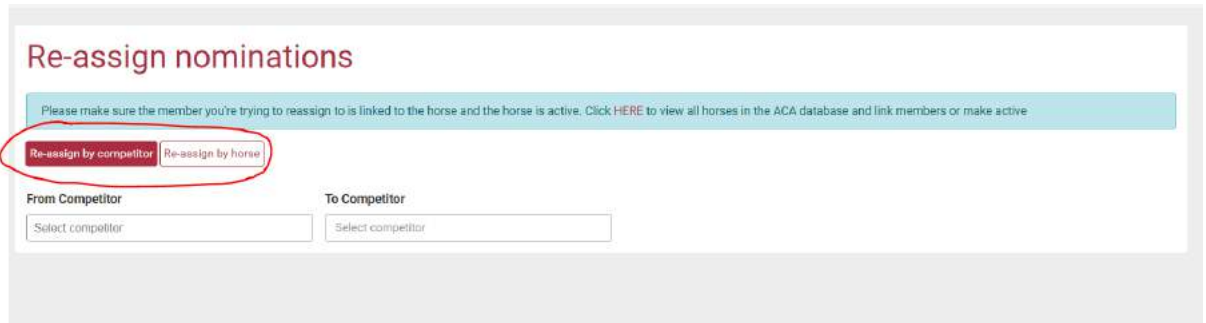 Re-assign nominations
Please make sure the member you're trying to reassign to is linked to the horse and the horse is active. Click HERE to view all horses in the ACA database and link members or make active
Re-assign by competitor Re-assign by horse
From Competitor To Competitor
Select competitor Select competitor